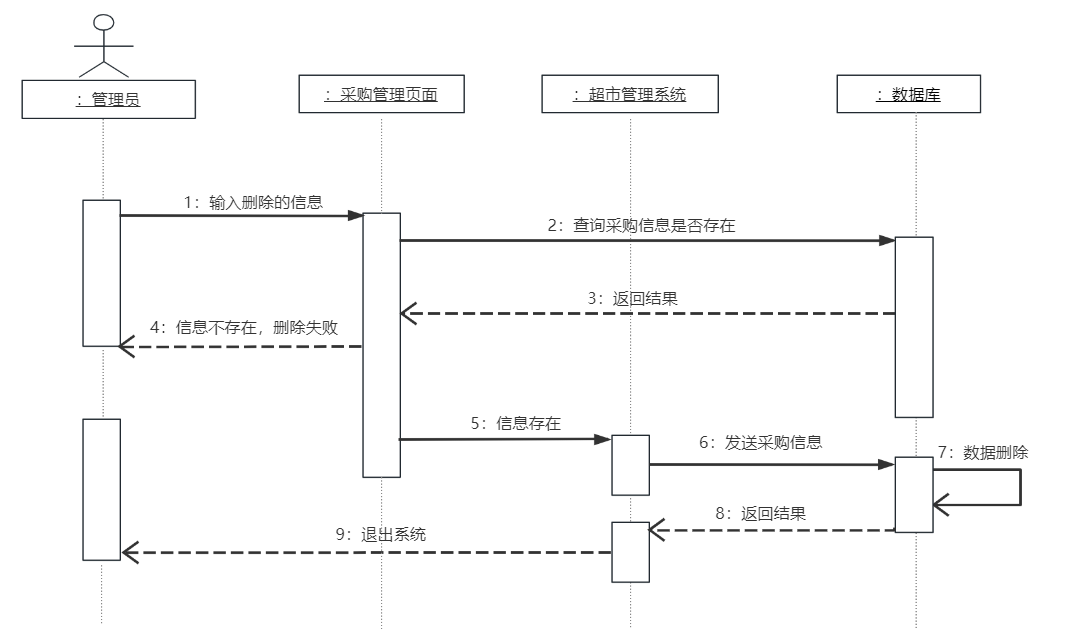 ：管理员
：采购管理页面
：超市管理系统
：数据库
1：输入删除的信息
2：查询采购信息是否存在
3：返回结果
4：信息不存在，删除失败
5：信息存在
6：发送采购信息
7：数据删除
8：返回结果
9：退出系统